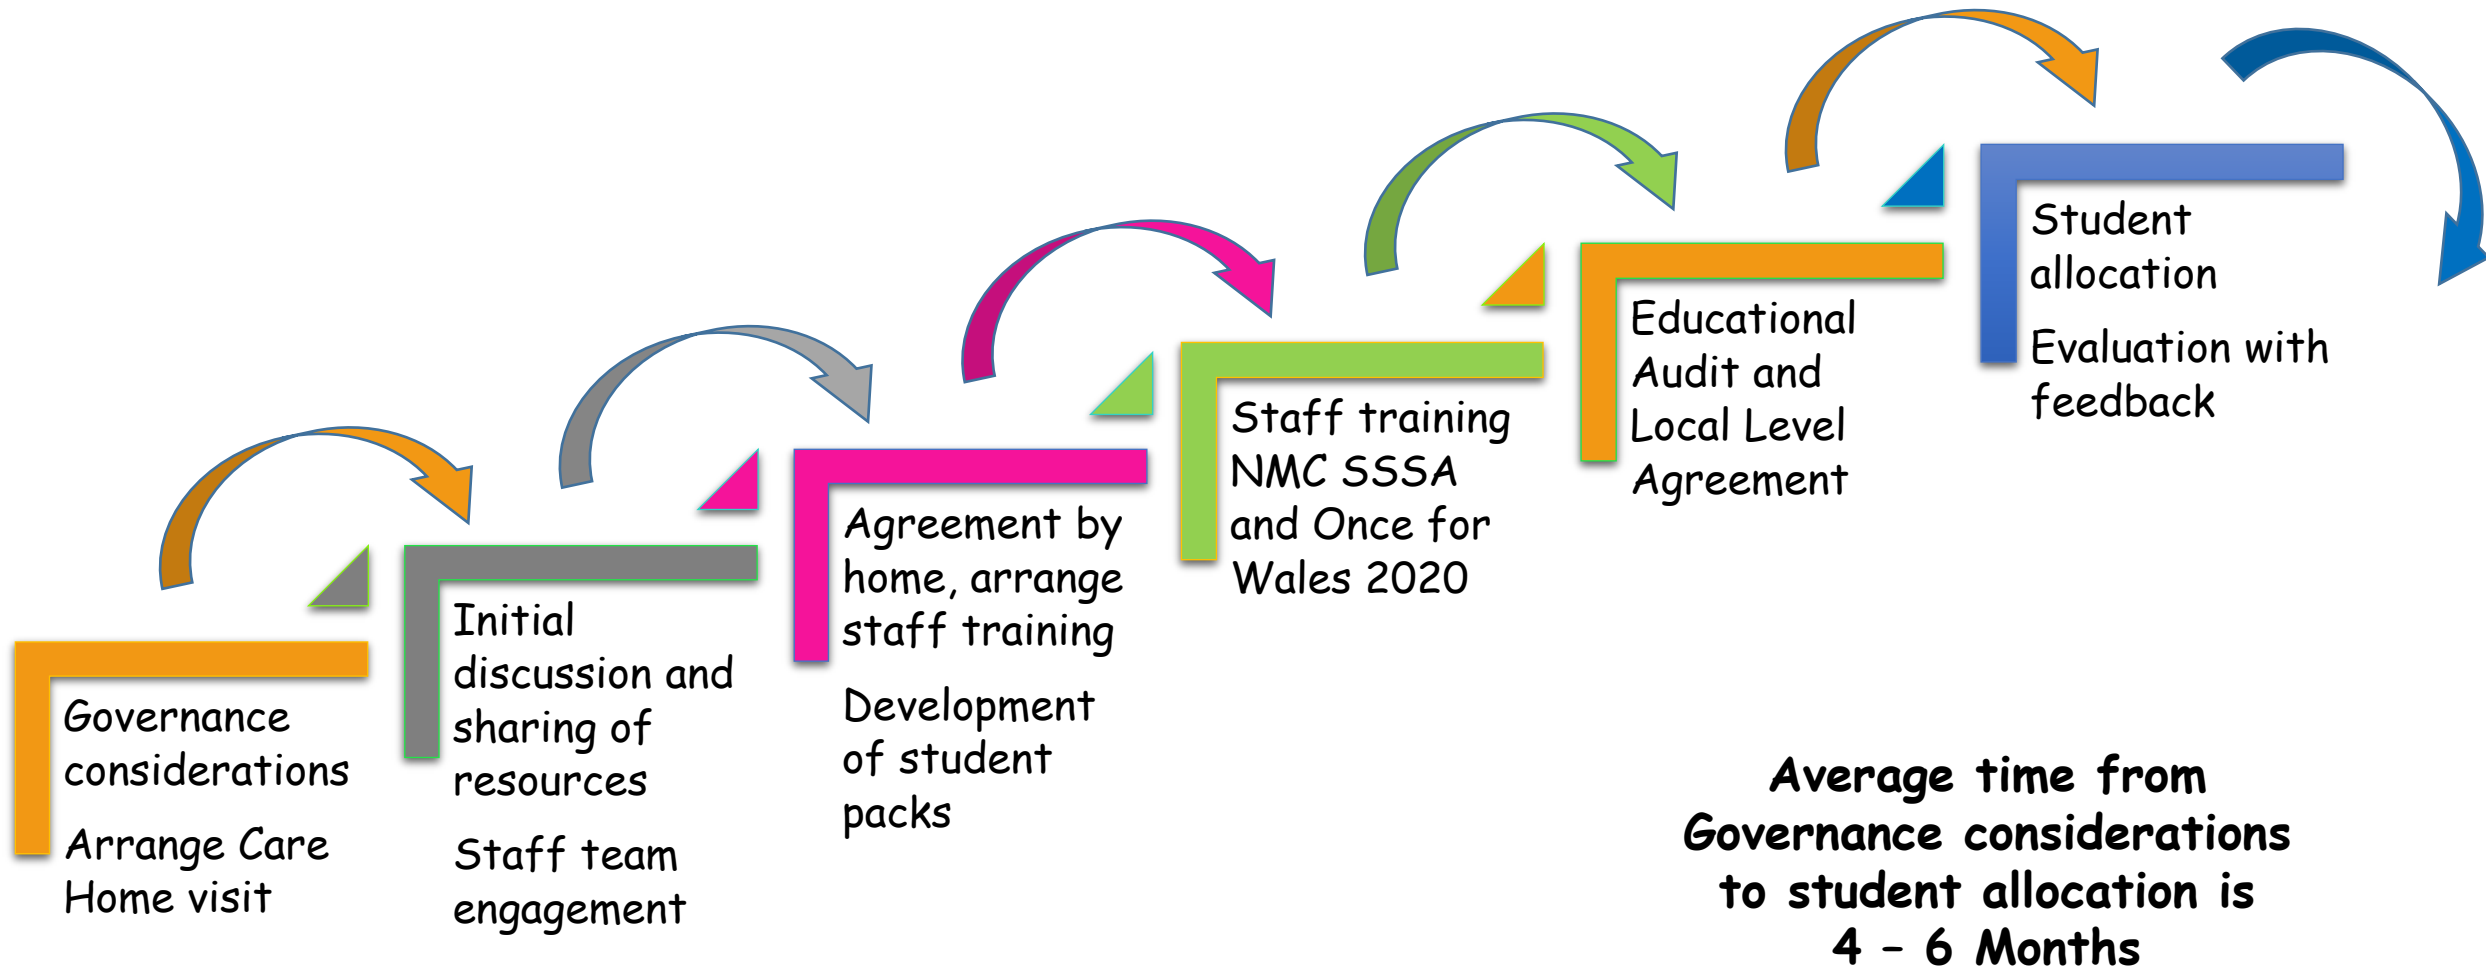 Governance
considerations
Arrange Care
Home visit
Initial
discussion and
sharing of
resources
Staff team
engagement
Agreement by
home, arrange
staff training
Development
of student
packs
Staff training
NMC SSSA
and Once for
Wales 2020
Educational
Audit and
Local Level
Agreement
Student
allocation
Evaluation with
feedback
Average time from
Governance considerations
to student allocation is
4 – 6 Months